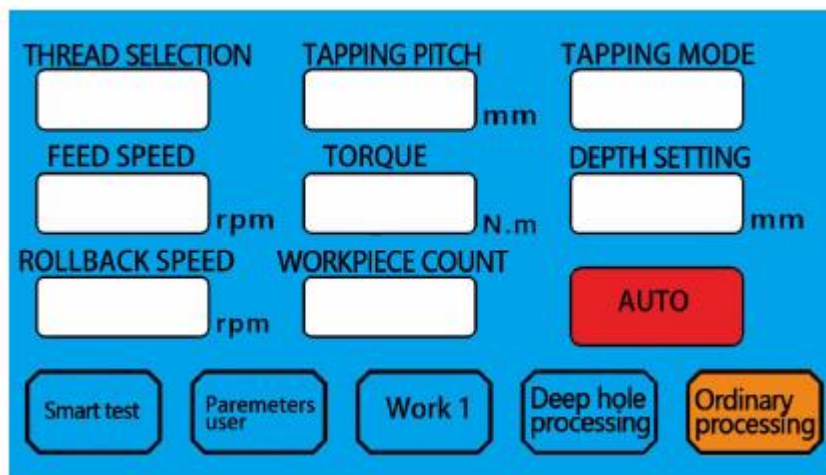 THREAD SELECTION TAPPING PITCH TAPPING MODE
mm
FEED SPEED TORQUE DEPTH SETTING
rpm N.m mm
ROLLBACK SPEED WORKPIECE COUNT
rpm AUTO
Smart test Paremeters user Work 1 Deep hole processing Ordinary processing